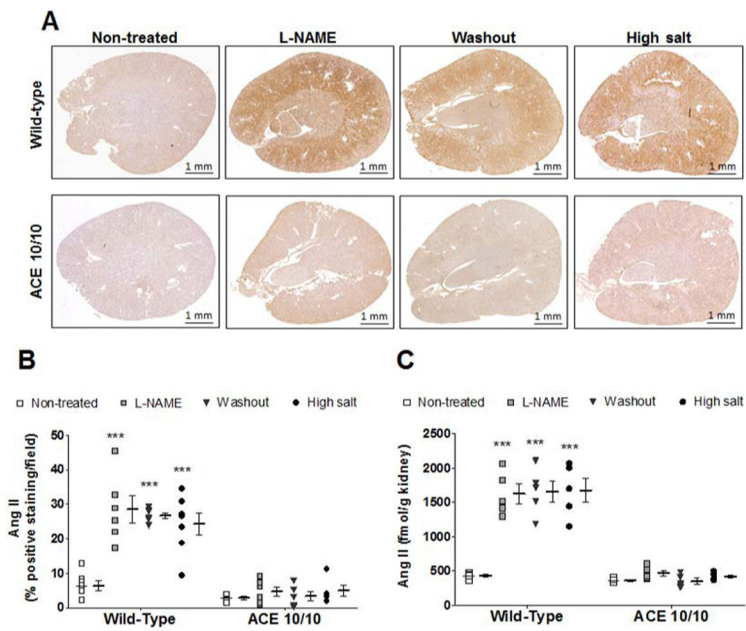 A
Non-treated L-NAME Washout High salt
Wild-type
1 mm 1 mm 1 mm 1 mm
ACE 10/10
1 mm 1 mm 1 mm 1 mm
B
Non-treated L-NAME Washout High salt
Ang II
(% positive staining/field)
50
40
30
20
10
0
***
***
***
Wild-Type ACE 10/10
C
Non-treated L-NAME Washout High salt
Ang II (fmol/g kidney)
2500
2000
1500
1000
500
0
*** *** ***
Wild-Type ACE 10/10